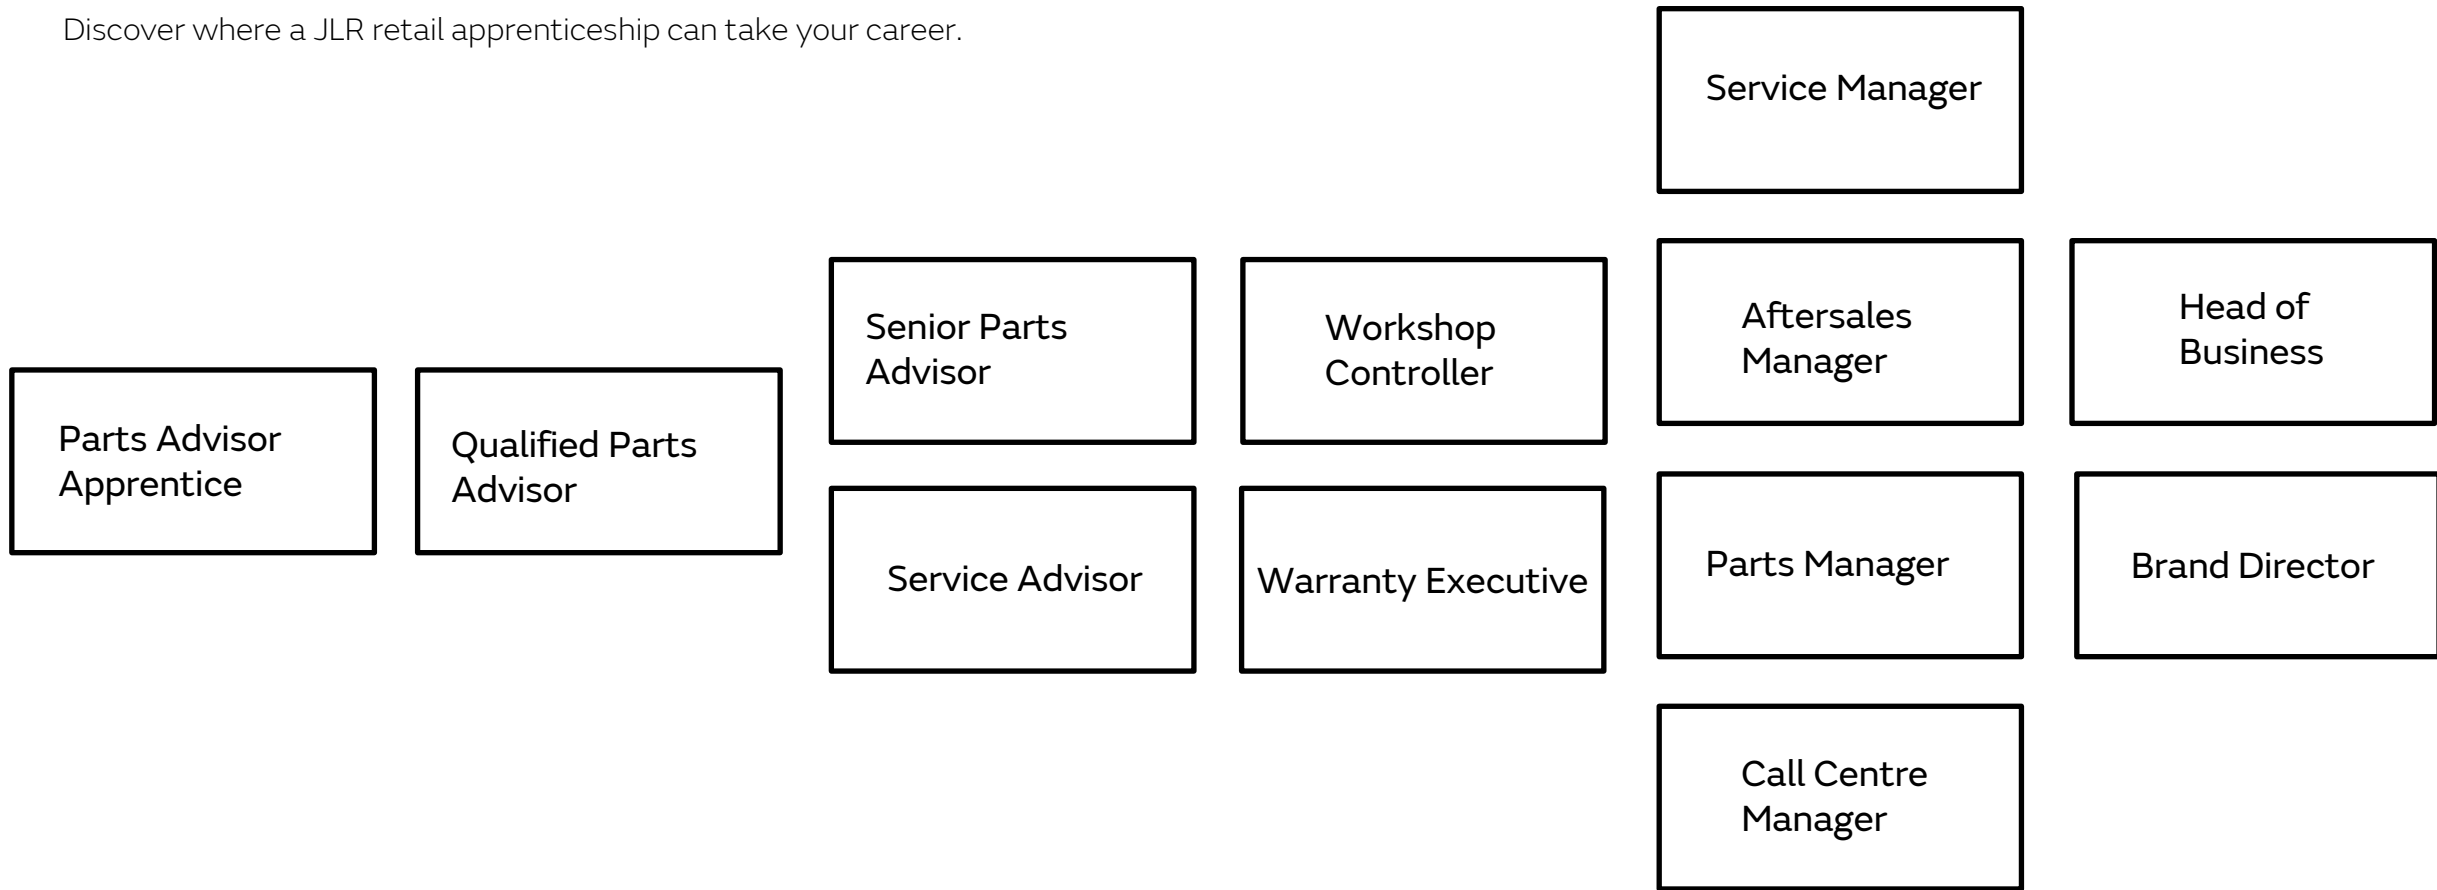 Discover where a JLR retail apprenticeship can take your career.
Parts Advisor
Apprentice
Qualified Parts
Advisor
Senior Parts
Advisor
Service Advisor
Workshop
Controller
Warranty Executive
Service Manager
Aftersales
Manager
Parts Manager
Call Centre
Manager
Head of
Business
Brand Director